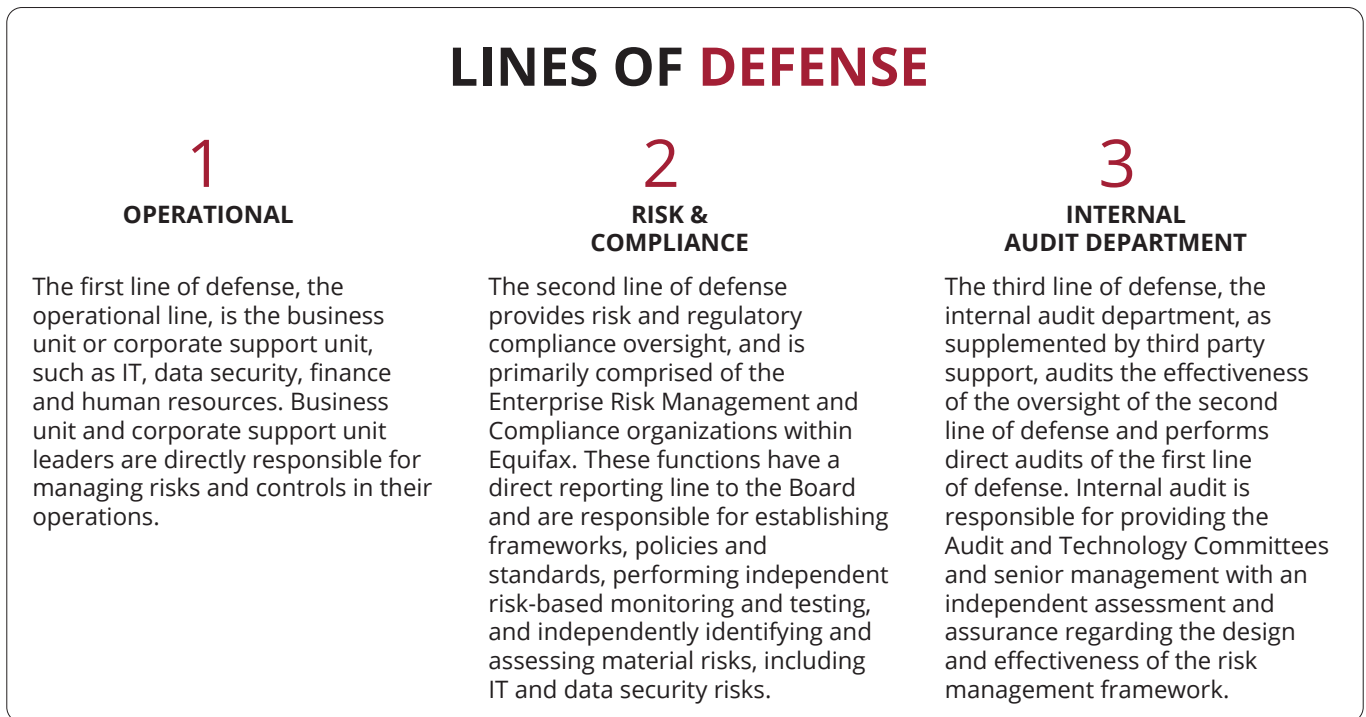 LINES OF DEFENSE
1
OPERATIONAL
The first line of defense, the
operational line, is the business
unit or corporate support unit,
such as IT, data security, finance
and human resources. Business
unit and corporate support unit
leaders are directly responsible for
managing risks and controls in their
operations.
2
RISK &
COMPLIANCE
The second line of defense
provides risk and regulatory
compliance oversight, and is
primarily comprised of the
Enterprise Risk Management and
Compliance organizations within
Equifax. These functions have a
direct reporting line to the Board
and are responsible for establishing
frameworks, policies and
standards, performing independent
risk-based monitoring and testing,
and independently identifying and
assessing material risks, including
IT and data security risks.
3
INTERNAL
AUDIT DEPARTMENT
The third line of defense, the
internal audit department, as
supplemented by third party
support, audits the effectiveness
of the oversight of the second
line of defense and performs
direct audits of the first line
of defense. Internal audit is
responsible for providing the
Audit and Technology Committees
and senior management with an
independent assessment and
assurance regarding the design
and effectiveness of the risk
management framework.